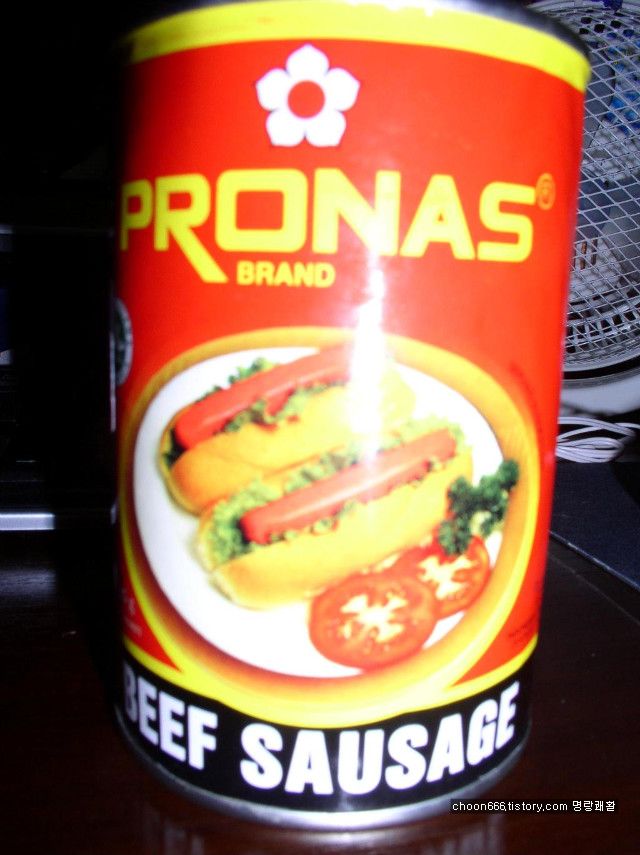 PRONAS®
BRAND
BEEF SAUSAGE
choon666.tistory.com 명랑쾌활